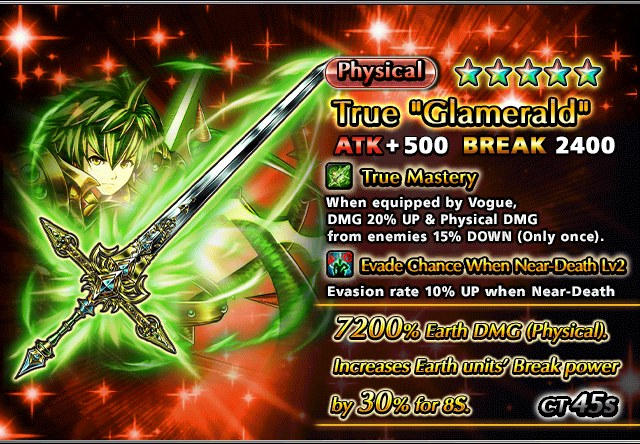 Physical
True "Glamerald"
ATK+500 BREAK 2400
True Mastery
When equipped by Vogue,
DMG 20% UP & Physical DMG
from enemies 15% DOWN (Only once).
Evade Chance When Near-Death Lv2
Evasion rate 10% UP when Near-Death
7200% Earth DMG (Physical).
Increases Earth units' Break power
by 30% for 8S.
CT 45s